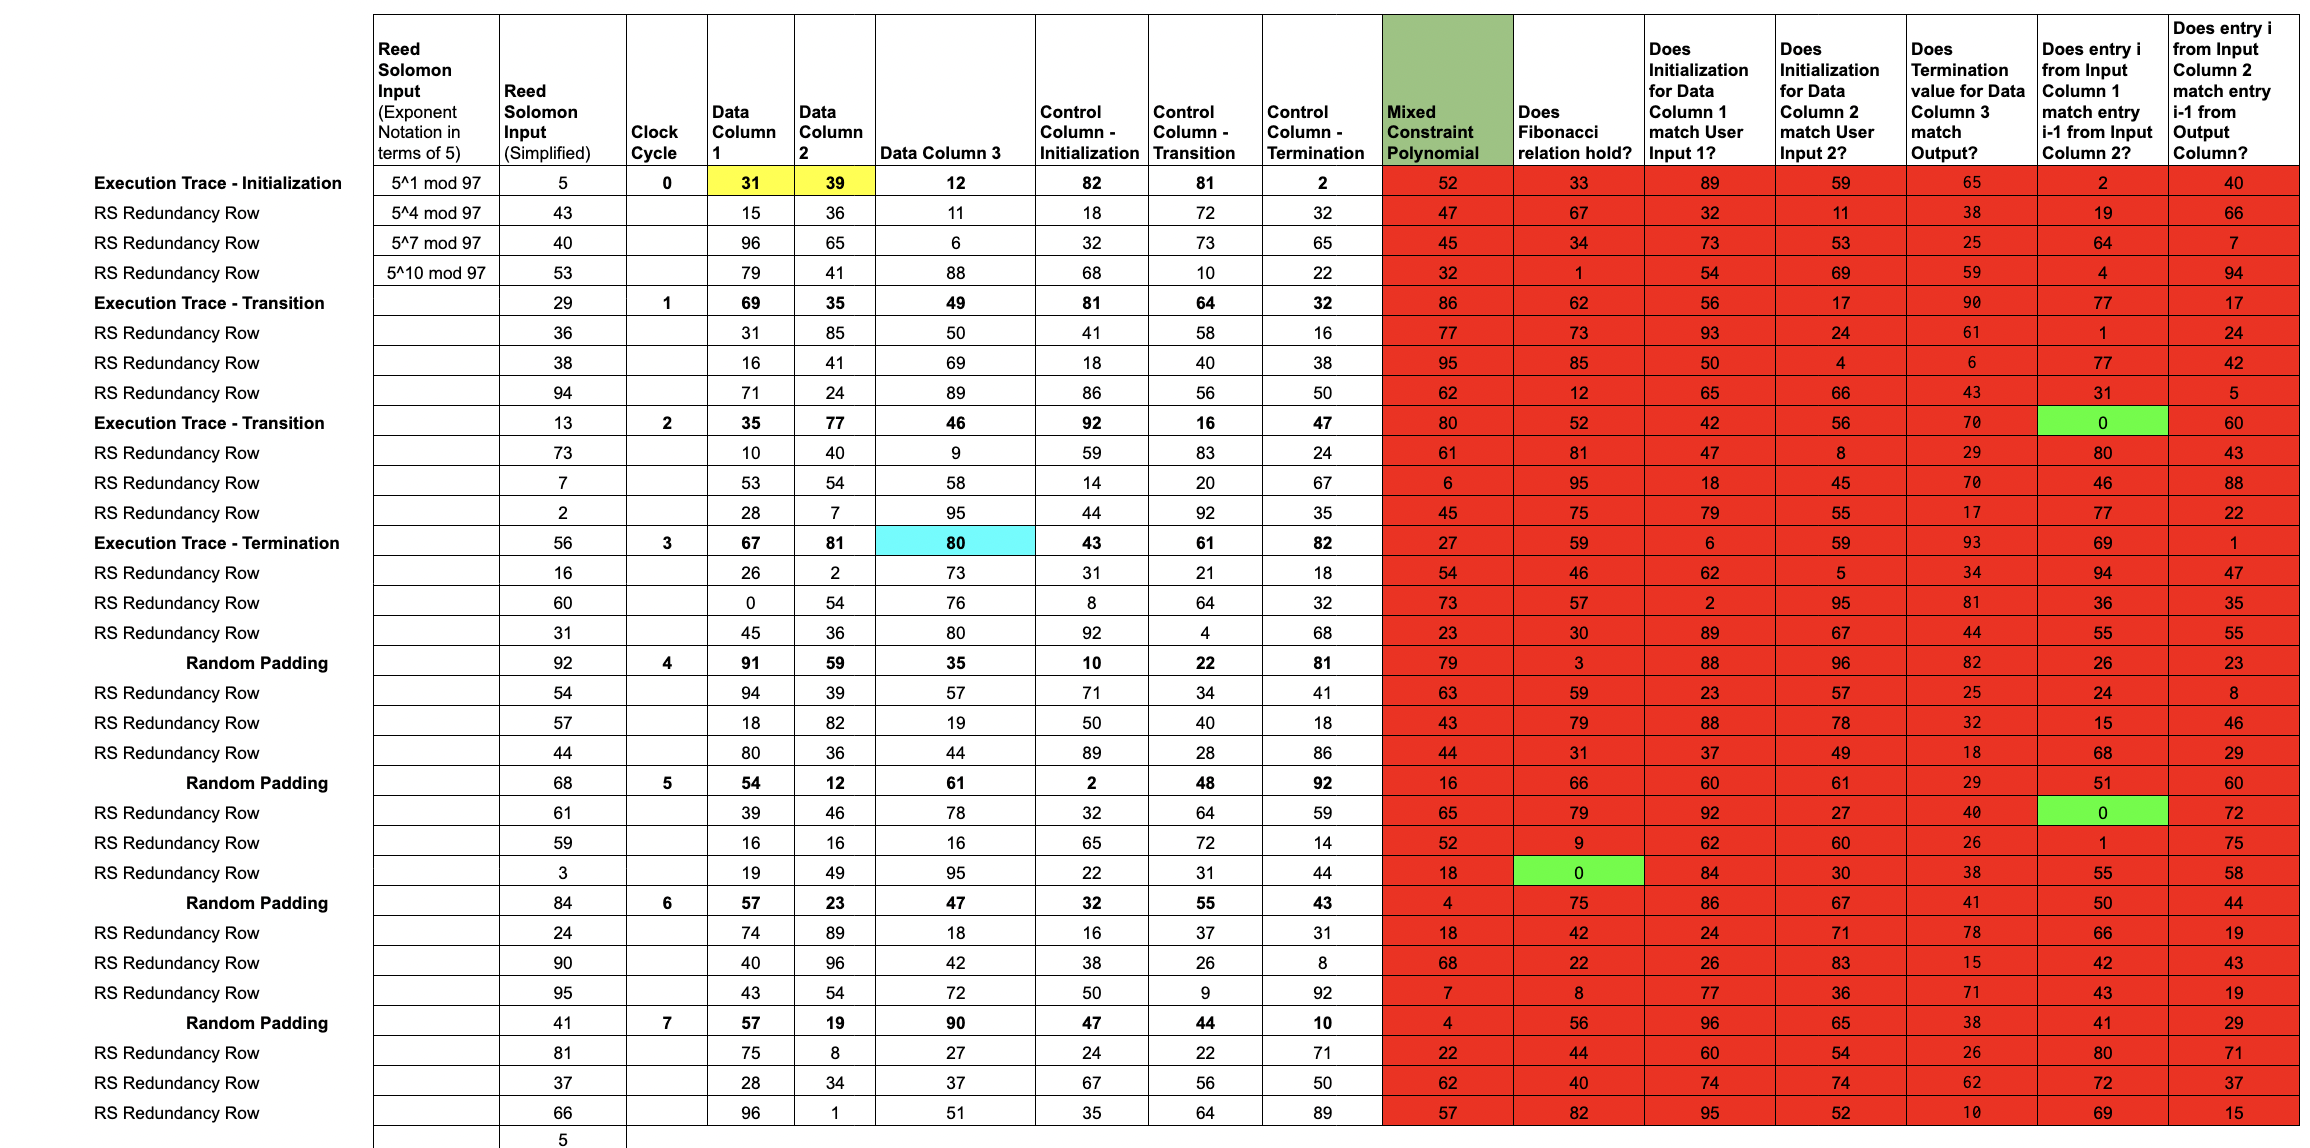 Reed Solomon Input (Exponent Notation in terms of 5) Reed Solomon Input (Simplified) Clock Cycle Data Column 1 Data Column 2 Data Column 3 Control Column - Initialization Control Column - Transition Control Column - Termination Mixed Constraint Polynomial Does Fibonacci relation hold? Does Initialization for Data Column 1 match User Input 1? Does Initialization for Data Column 2 match User Input 2? Does Termination value for Data Column 3 match Output? Does entry i from Input Column 1 match entry i-1 from Input Column 2? Does entry i from Input Column 2 match entry i-1 from Output Column?
Execution Trace - Initialization 5^1 mod 97 5 0 31 39 12 82 81 2 52 33 89 59 65 2 40
RS Redundancy Row 5^4 mod 97 43 15 36 11 18 72 32 47 67 32 11 38 19 66
RS Redundancy Row 5^7 mod 97 40 96 65 6 32 73 65 45 34 73 53 25 64 7
RS Redundancy Row 5^10 mod 97 53 79 41 88 68 10 22 32 1 54 69 59 4 94
Execution Trace - Transition 29 1 69 35 49 81 64 32 86 62 56 17 90 77 17
RS Redundancy Row 36 31 85 50 41 58 16 77 73 93 24 61 1 24
RS Redundancy Row 38 16 41 69 18 40 38 95 85 50 4 6 77 42
RS Redundancy Row 94 71 24 89 86 56 50 62 12 65 66 43 31 5
Execution Trace - Transition 13 2 35 77 46 92 16 47 80 52 42 56 70 0 60
RS Redundancy Row 73 10 40 9 59 83 24 61 81 47 8 29 80 43
RS Redundancy Row 7 53 54 58 14 20 67 6 95 18 45 70 46 88
RS Redundancy Row 2 28 7 95 44 92 35 45 75 79 55 17 77 22
Execution Trace - Termination 56 3 67 81 80 43 61 82 27 59 6 59 93 69 1
RS Redundancy Row 16 26 2 73 31 21 18 54 46 62 5 34 94 47
RS Redundancy Row 60 0 54 76 8 64 32 73 57 2 95 81 36 35
RS Redundancy Row 31 45 36 80 92 4 68 23 30 89 67 44 55 55
Random Padding 92 4 91 59 35 10 22 81 79 3 88 96 82 26 23
RS Redundancy Row 54 94 39 57 71 34 41 63 59 23 57 25 24 8
RS Redundancy Row 57 18 82 19 50 40 18 43 79 88 78 32 15 46
RS Redundancy Row 44 80 36 44 89 28 86 44 31 37 49 18 68 29
Random Padding 68 5 54 12 61 2 48 92 16 66 60 61 29 51 60
RS Redundancy Row 61 39 46 78 32 64 59 65 79 92 27 40 0 72
RS Redundancy Row 59 16 16 16 65 72 14 52 9 62 60 26 1 75
RS Redundancy Row 3 19 49 95 22 31 44 18 0 84 30 38 55 58
Random Padding 84 6 57 23 47 32 55 43 4 75 86 67 41 50 44
RS Redundancy Row 24 74 89 18 16 37 31 18 42 24 71 78 66 19
RS Redundancy Row 90 40 96 42 38 26 8 68 22 26 83 15 42 43
RS Redundancy Row 95 43 54 72 50 9 92 7 8 77 36 71 43 19
Random Padding 41 7 57 19 90 47 44 10 4 56 96 65 38 41 29
RS Redundancy Row 81 75 8 27 24 22 71 22 44 60 54 26 80 71
RS Redundancy Row 37 28 34 37 67 56 50 62 40 74 74 62 72 37
RS Redundancy Row 66 96 1 51 35 64 89 57 82 95 52 10 69 15
5